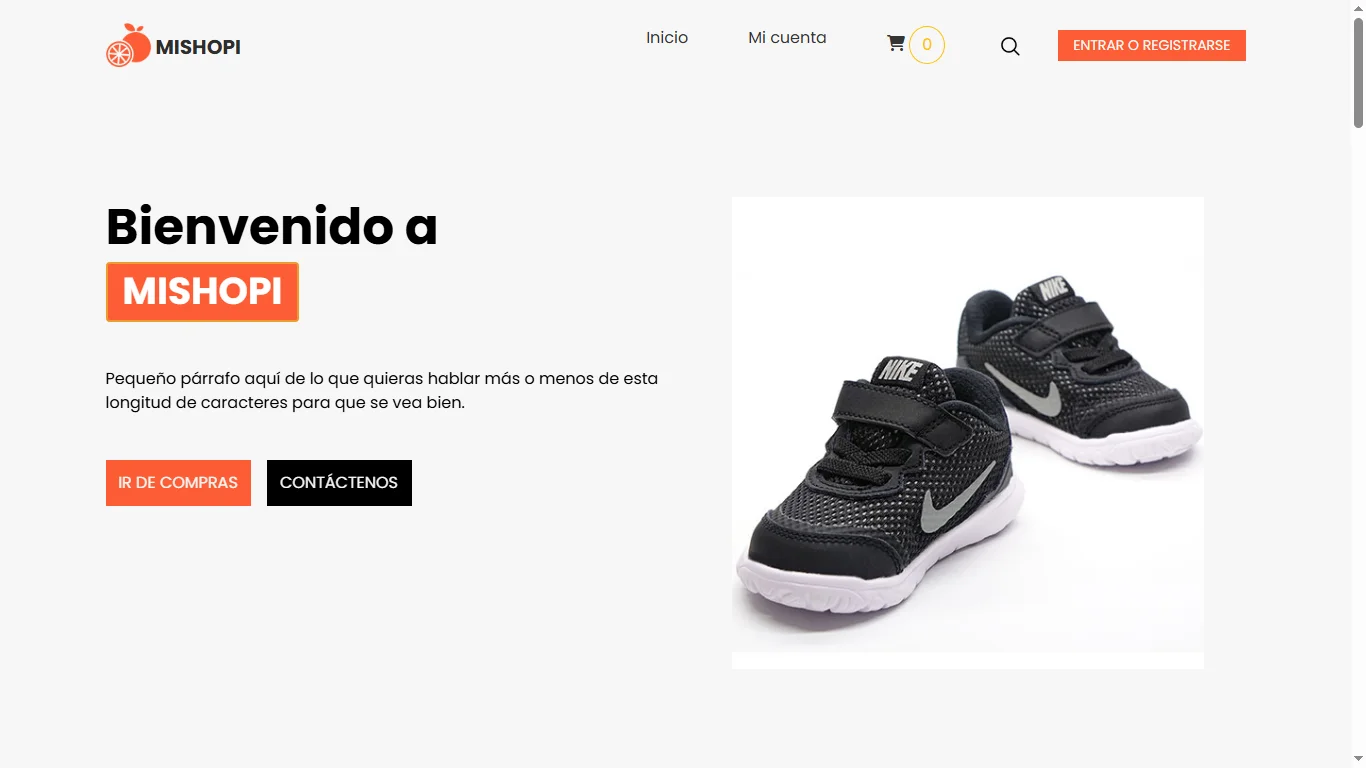 MISHOPI
Inicio
Mi cuenta
0
ENTRAR O REGISTRARSE
Bienvenido a
MISHOPI
Pequeño párrafo aquí de lo que quieras hablar más o menos de esta
longitud de caracteres para que se vea bien.
IR DE COMPRAS
CONTÁCTENOS
NIKE
NIKE